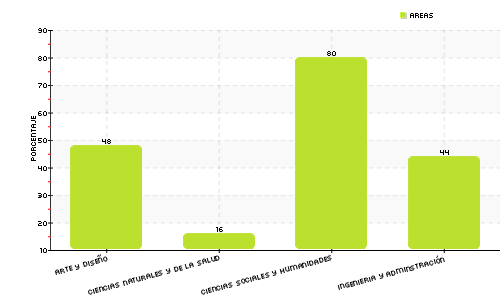 AREAS
90
80
70
60
50
40
30
20
10
PORCENTAJE
48
16
80
44
ARTE Y DISEÑO
CIENCIAS NATURALES Y DE LA SALUD
CIENCIAS SOCIALES Y HUMANIDADES
INGENIERIA Y ADMINSTRACIÓN